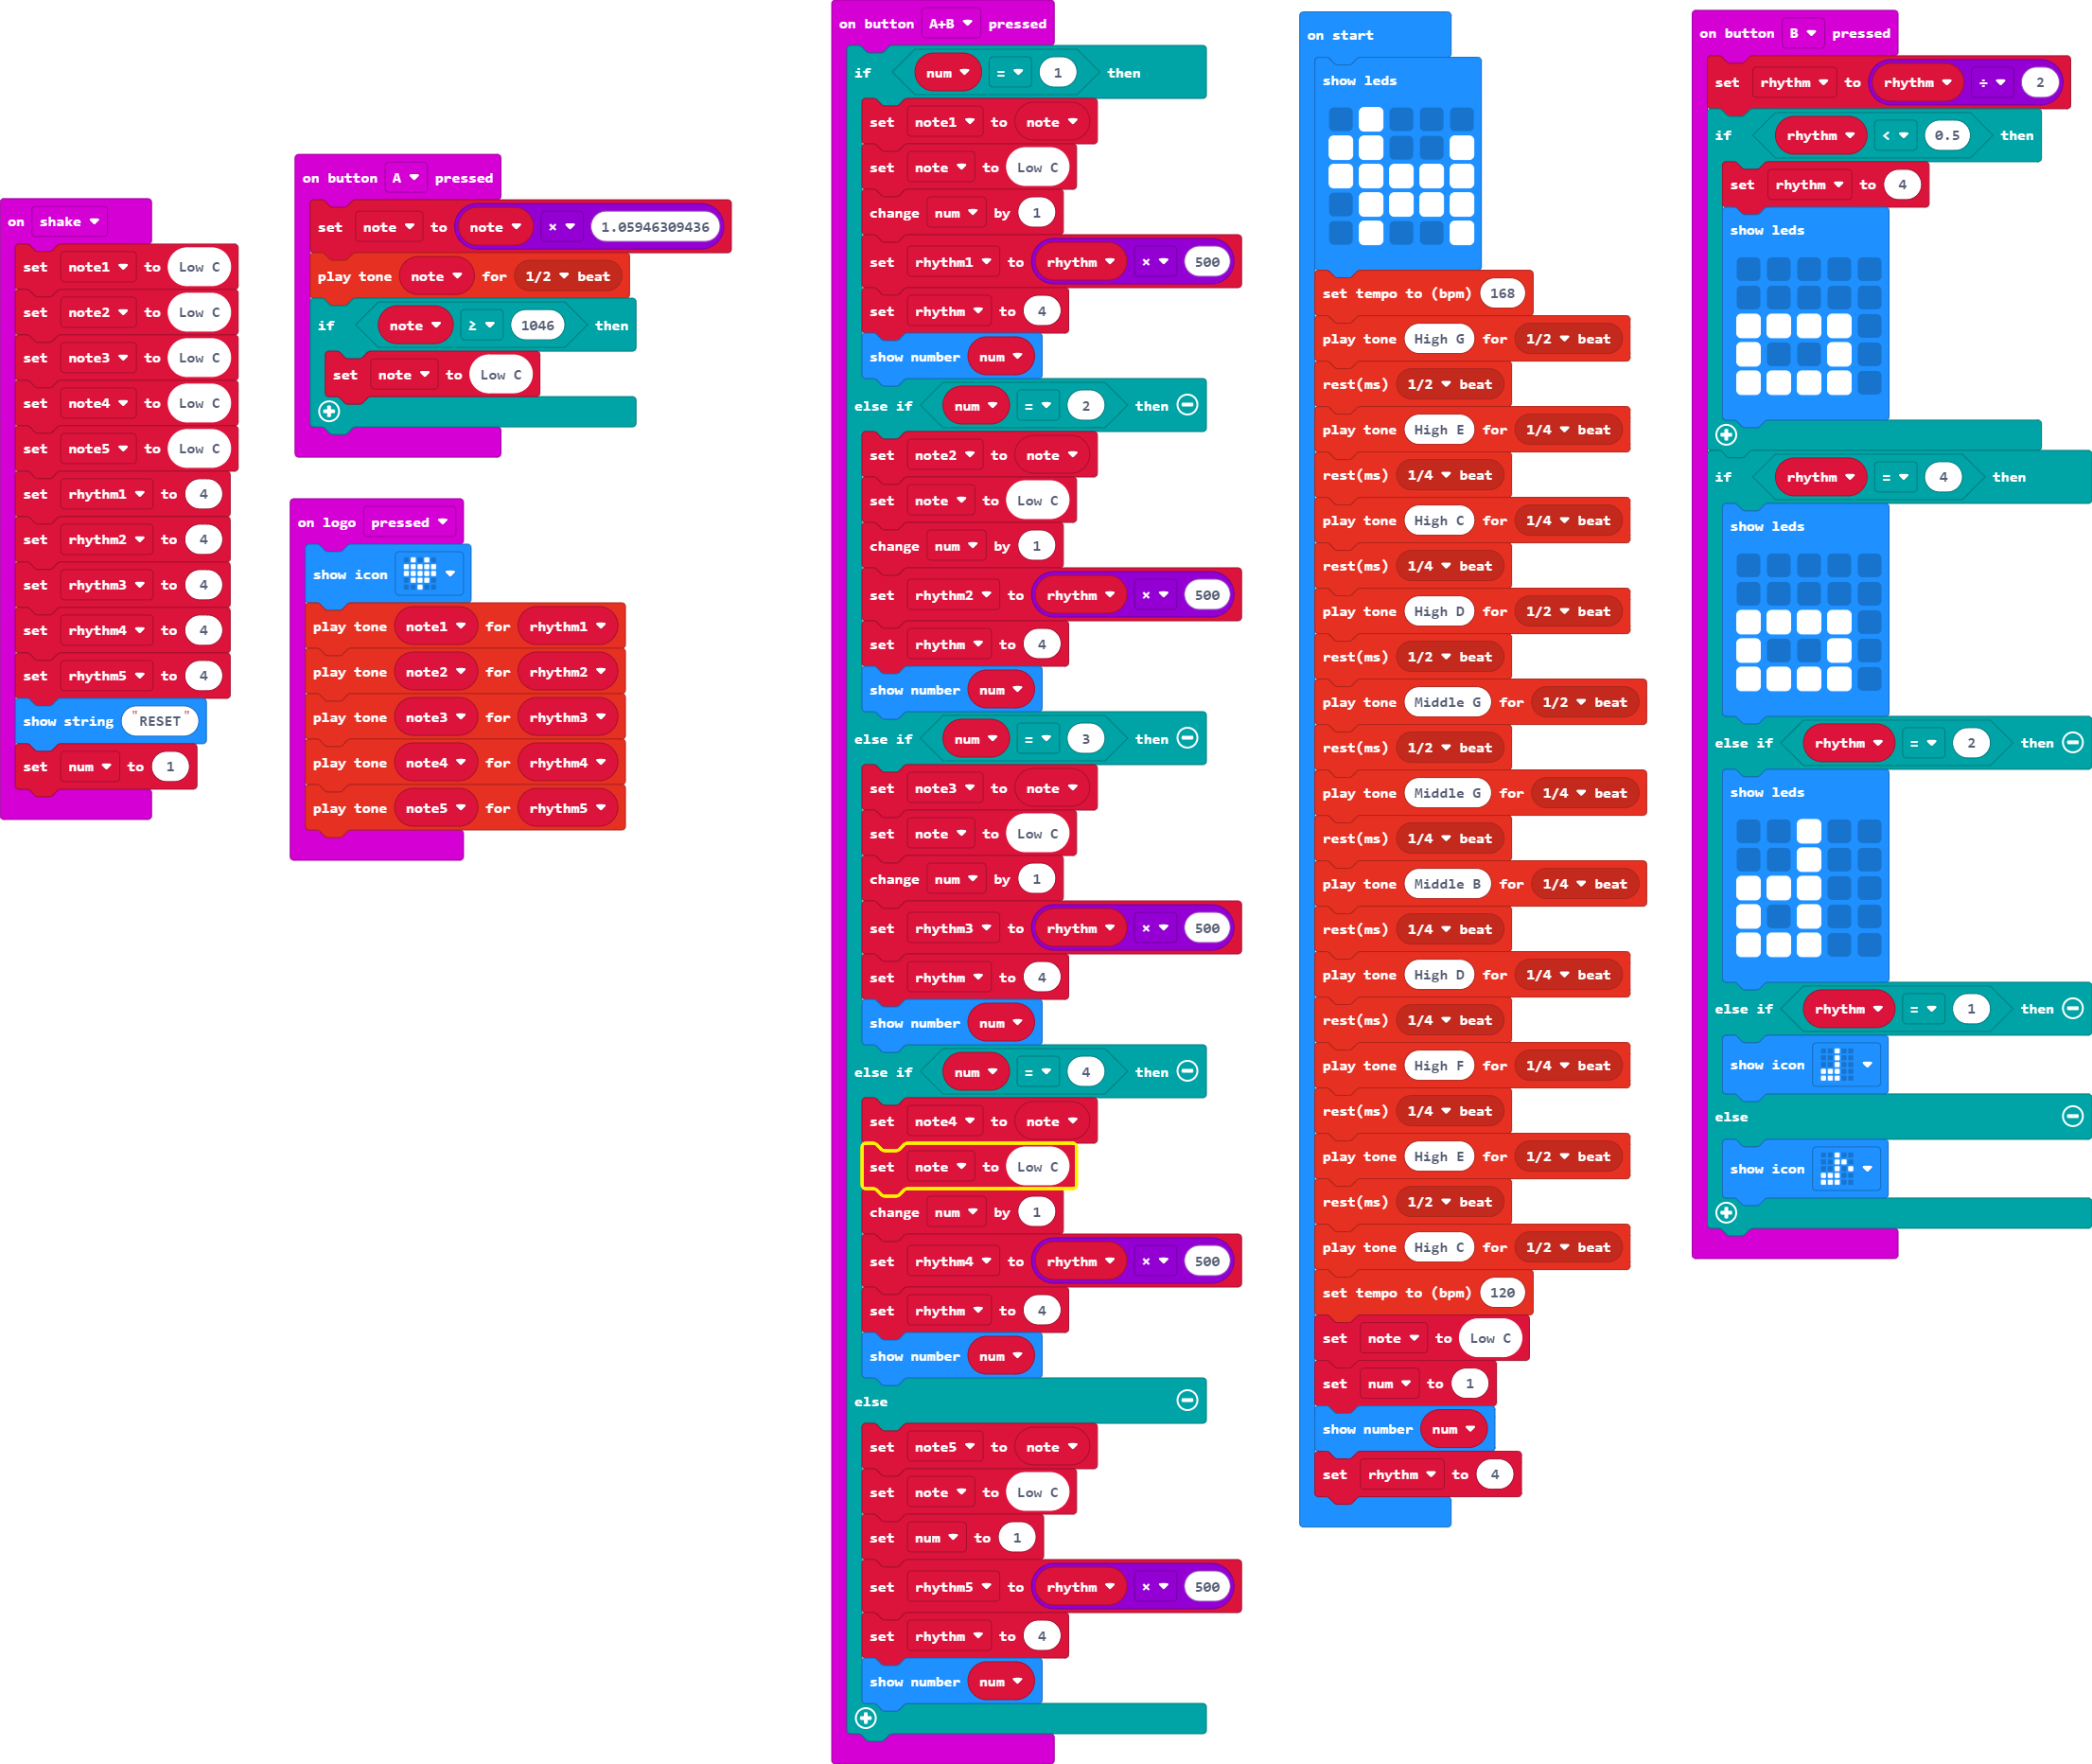 on shake
set note1 to Low C
set note2 to Low C
set note3 to Low C
set note4 to Low C
set note5 to Low C
set rhythm1 to 4
set rhythm2 to 4
set rhythm3 to 4
set rhythm4 to 4
set rhythm5 to 4
show string "RESET"
set num to 1
on button A pressed
set note to note × 1.05946309436
play tone note for 1/2 beat
if note ≥ 1046 then
set note to Low C
on logo pressed
show icon
play tone note1 for rhythm1
play tone note2 for rhythm2
play tone note3 for rhythm3
play tone note4 for rhythm4
play tone note5 for rhythm5
on button A+B pressed
if num = 1 then
set note1 to note
set note to Low C
change num by 1
set rhythm1 to rhythm × 500
set rhythm to 4
show number num
else if num = 2 then
set note2 to note
set note to Low C
change num by 1
set rhythm2 to rhythm × 500
set rhythm to 4
show number num
else if num = 3 then
set note3 to note
set note to Low C
change num by 1
set rhythm3 to rhythm × 500
set rhythm to 4
show number num
else if num = 4 then
set note4 to note
set note to Low C
change num by 1
set rhythm4 to rhythm × 500
set rhythm to 4
show number num
else
set note5 to note
set note to Low C
set num to 1
set rhythm5 to rhythm × 500
set rhythm to 4
show number num
on start
show leds
set tempo to (bpm) 168
play tone High G for 1/2 beat
rest(ms) 1/2 beat
play tone High E for 1/4 beat
rest(ms) 1/4 beat
play tone High C for 1/4 beat
rest(ms) 1/4 beat
play tone High D for 1/2 beat
rest(ms) 1/2 beat
play tone Middle G for 1/2 beat
rest(ms) 1/2 beat
play tone Middle G for 1/4 beat
rest(ms) 1/4 beat
play tone Middle B for 1/4 beat
rest(ms) 1/4 beat
play tone High D for 1/4 beat
rest(ms) 1/4 beat
play tone High F for 1/4 beat
rest(ms) 1/4 beat
play tone High E for 1/2 beat
rest(ms) 1/2 beat
play tone High C for 1/2 beat
set tempo to (bpm) 120
set note to Low C
set num to 1
show number num
set rhythm to 4
on button B pressed
set rhythm to rhythm ÷ 2
if rhythm < 0.5 then
set rhythm to 4
show leds
if rhythm = 4 then
show leds
else if rhythm = 2 then
show leds
else if rhythm = 1 then
show icon
else
show icon